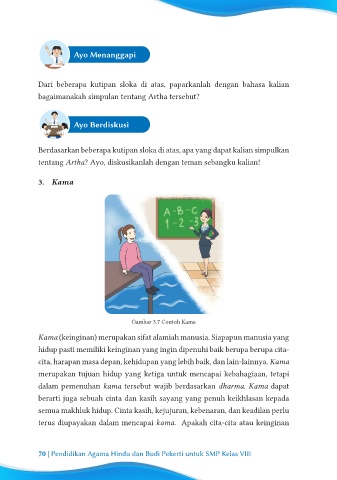 Ayo Menanggapi
Dari beberapa kutipan sloka di atas, paparkanlah dengan bahasa kalian
bagaimanakah simpulan tentang Artha tersebut?
Ayo Berdiskusi
Berdasarkan beberapa kutipan sloka di atas, apa yang dapat kalian simpulkan
tentang Artha? Ayo, diskusikanlah dengan teman sebangku kalian!
3. Kama
A-B-C
1-2-3
Gambar 3.7 Contoh Kama
Kama (keinginan) merupakan sifat alamiah manusia. Siapapun manusia yang
hidup pasti memiliki keinginan yang ingin dipenuhi baik berupa berupa cita-
cita, harapan masa depan, kehidupan yang lebih baik, dan lain-lainnya. Kama
merupakan tujuan hidup yang ketiga untuk mencapai kebahagiaan, tetapi
dalam pemenuhan kama tersebut wajib berdasarkan dharma. Kama dapat
berarti juga sebuah cinta dan kasih sayang yang penuh keikhlasan kepada
semua makhluk hidup. Cinta kasih, kejujuran, kebenaran, dan keadilan perlu
terus diupayakan dalam mencapai kama. Apakah cita-cita atau keinginan
70 | Pendidikan Agama Hindu dan Budi Pekerti untuk SMP Kelas VIII